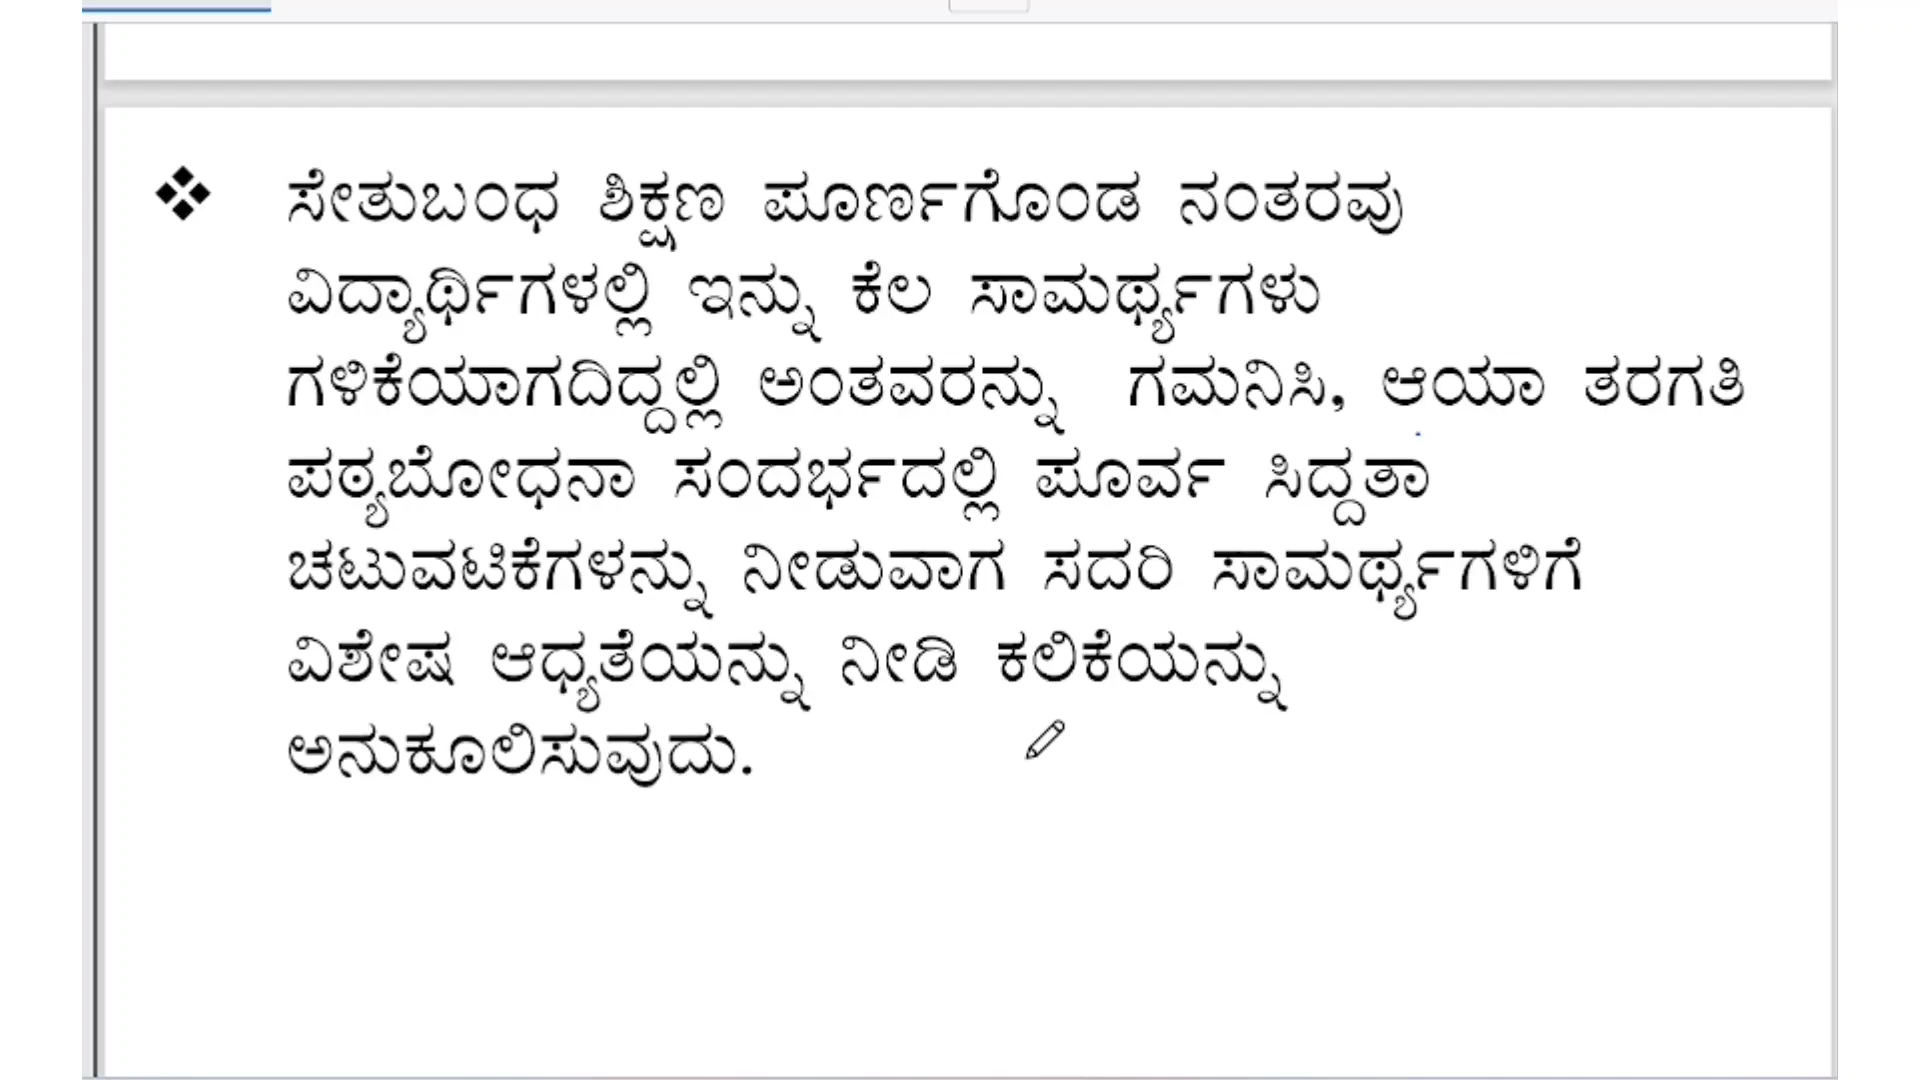 ❖ ಸೇತುಬಂಧ ಶಿಕ್ಷಣ ಪೂರ್ಣಗೊಂಡ ನಂತರವು
ವಿದ್ಯಾರ್ಥಿಗಳಲ್ಲಿ ಇನ್ನು ಕೆಲ ಸಾಮರ್ಥ್ಯಗಳು
ಗಳಿಕೆಯಾಗದಿದ್ದಲ್ಲಿ ಅಂತವರನ್ನು ಗಮನಿಸಿ, ಆಯಾ ತರಗತಿ
ಪಠ್ಯಬೋಧನಾ ಸಂದರ್ಭದಲ್ಲಿ ಪೂರ್ವ ಸಿದ್ದತಾ
ಚಟುವಟಿಕೆಗಳನ್ನು ನೀಡುವಾಗ ಸದರಿ ಸಾಮರ್ಥ್ಯಗಳಿಗೆ
ವಿಶೇಷ ಆಧ್ಯತೆಯನ್ನು ನೀಡಿ ಕಲಿಕೆಯನ್ನು
ಅನುಕೂಲಿಸುವುದು.